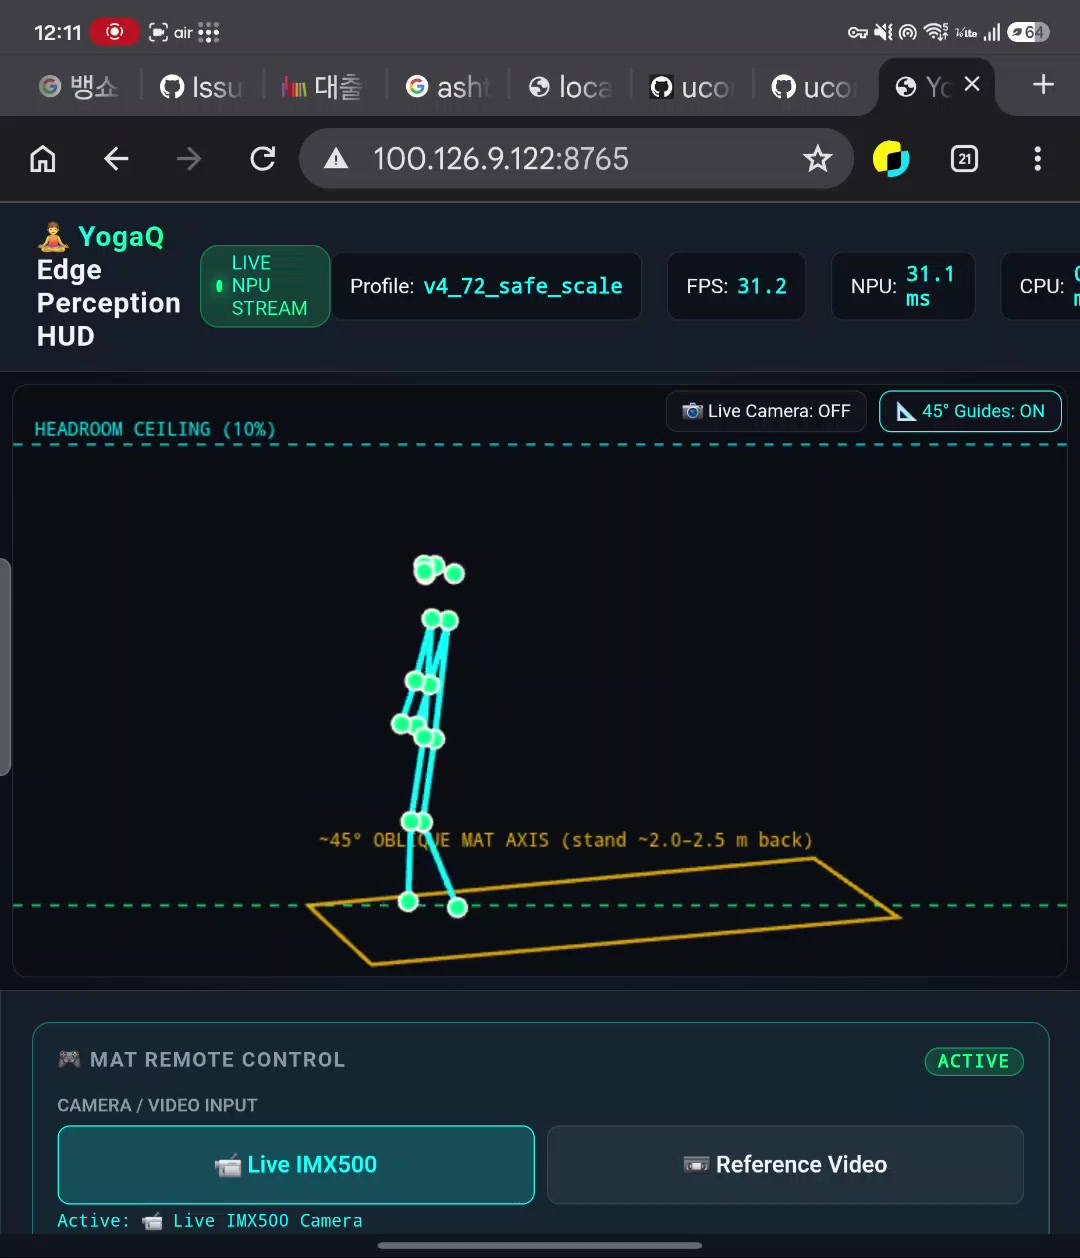 12:11 air 64
뱅쇼 Issu 대출 asht loca uco uco Yo
100.126.9.122:8765 21
YogaQ
Edge
Perception
HUD
LIVE
NPU
STREAM
Profile: v4_72_safe_scale
FPS: 31.2
NPU: 31.1
ms
CPU:
Live Camera: OFF
45° Guides: ON
HEADROOM CEILING (10%)
~45° OBLIQUE MAT AXIS (stand ~2.0–2.5 m back)
MAT REMOTE CONTROL
ACTIVE
CAMERA / VIDEO INPUT
Live IMX500
Reference Video
Active: Live IMX500 Camera